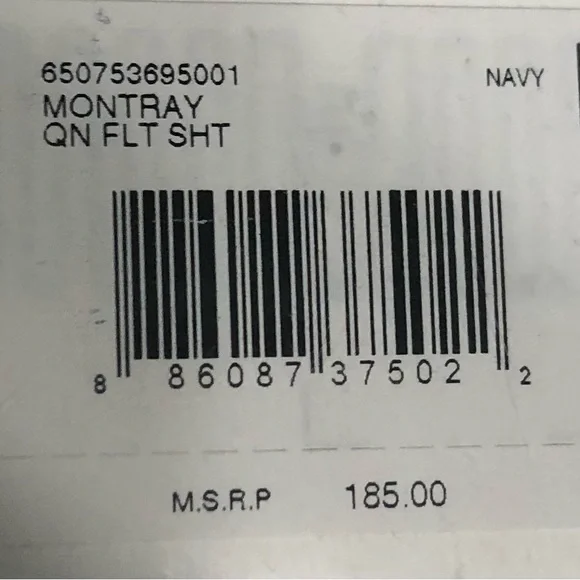 650753695001 NAVY
MONTRAY
QN FLT SHT
8 86087 37502 2
M.S.R.P 185.00